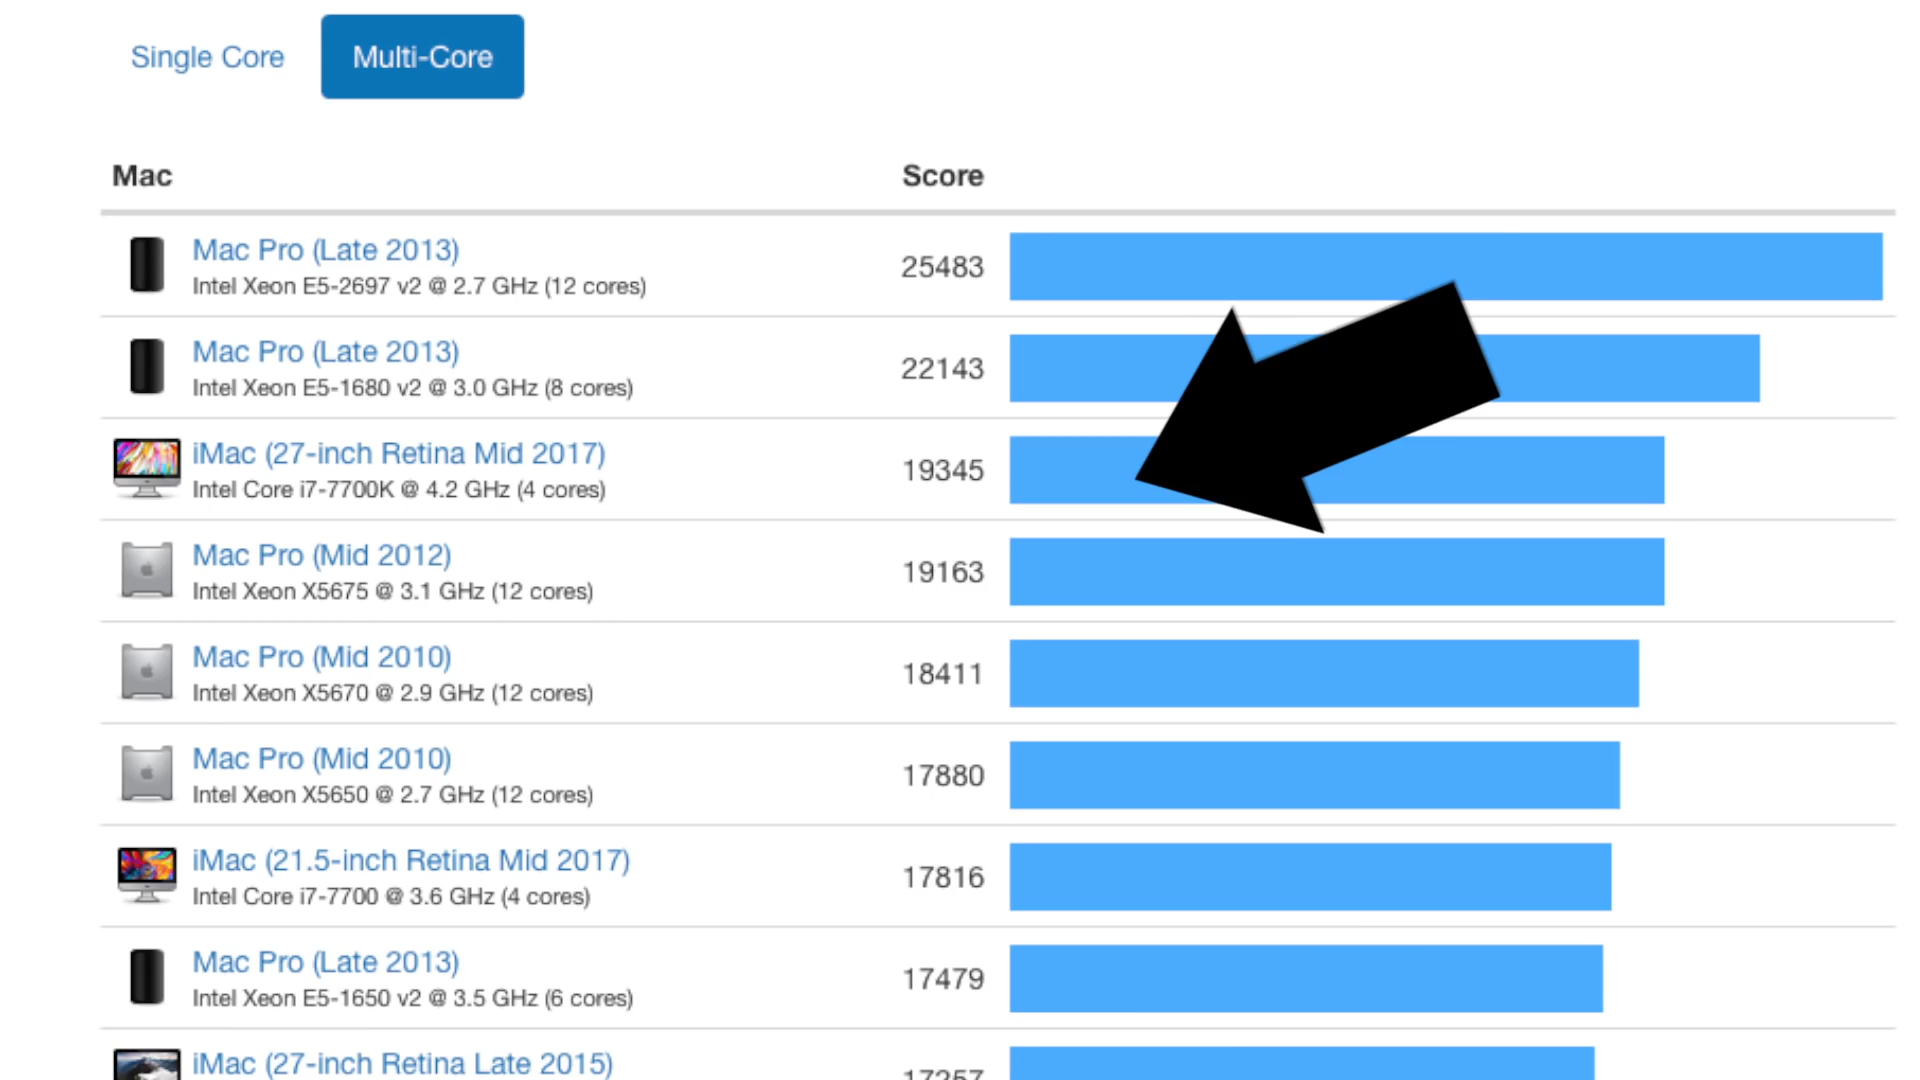 Single Core
Multi-Core
Mac Score
Mac Pro (Late 2013)
Intel Xeon E5-2697 v2 @ 2.7 GHz (12 cores)
25483
Mac Pro (Late 2013)
Intel Xeon E5-1680 v2 @ 3.0 GHz (8 cores)
22143
iMac (27-inch Retina Mid 2017)
Intel Core i7-7700K @ 4.2 GHz (4 cores)
19345
Mac Pro (Mid 2012)
Intel Xeon X5675 @ 3.1 GHz (12 cores)
19163
Mac Pro (Mid 2010)
Intel Xeon X5670 @ 2.9 GHz (12 cores)
18411
Mac Pro (Mid 2010)
Intel Xeon X5650 @ 2.7 GHz (12 cores)
17880
iMac (21.5-inch Retina Mid 2017)
Intel Core i7-7700 @ 3.6 GHz (4 cores)
17816
Mac Pro (Late 2013)
Intel Xeon E5-1650 v2 @ 3.5 GHz (6 cores)
17479
iMac (27-inch Retina Late 2015)